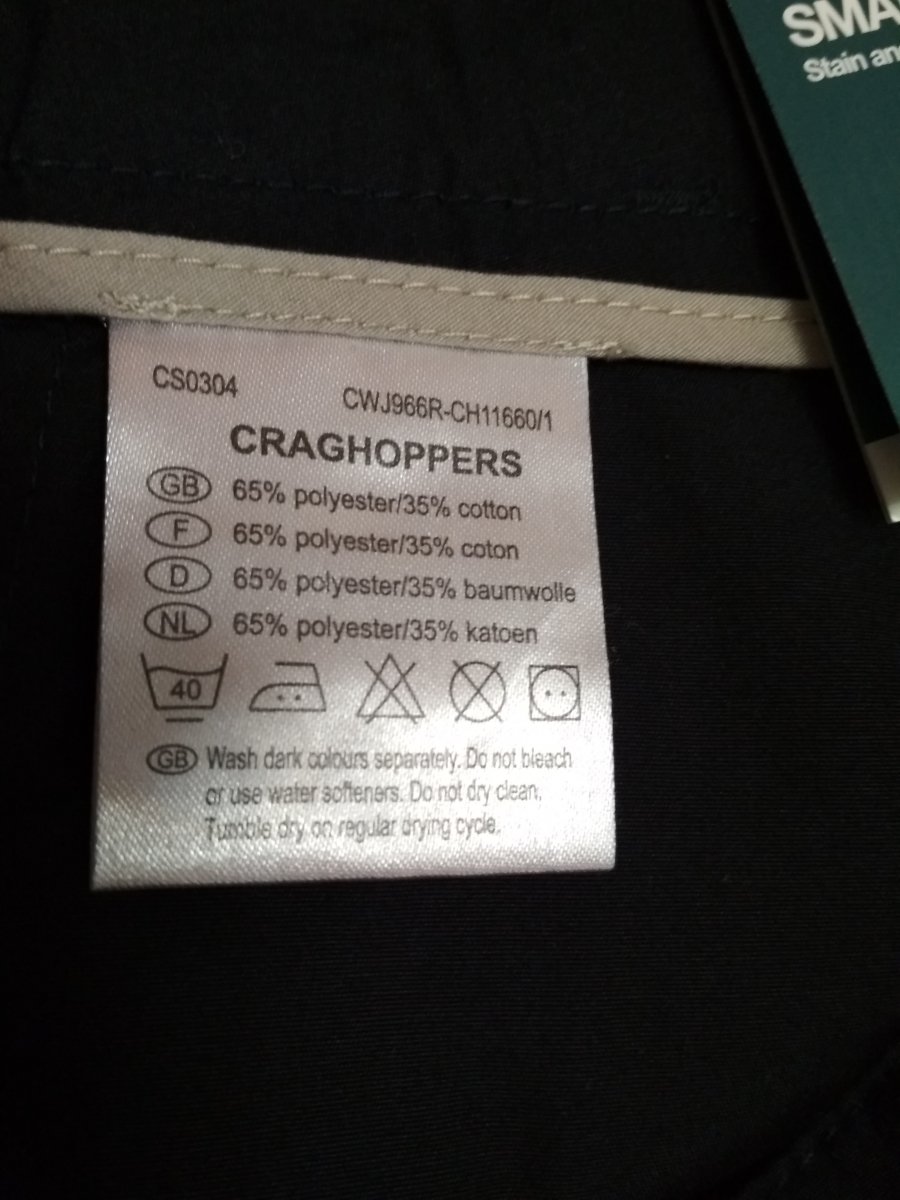 SMA
Stain an
CS0304
CWJ966R-CH11660/1
CRAGHOPPERS
GB 65% polyester/35% cotton
F 65% polyester/35% coton
D 65% polyester/35% baumwolle
NL 65% polyester/35% katoen
40
GB Wash dark colours separately. Do not bleach
or use water softeners. Do not dry clean.
Tumble dry on regular drying cycle.